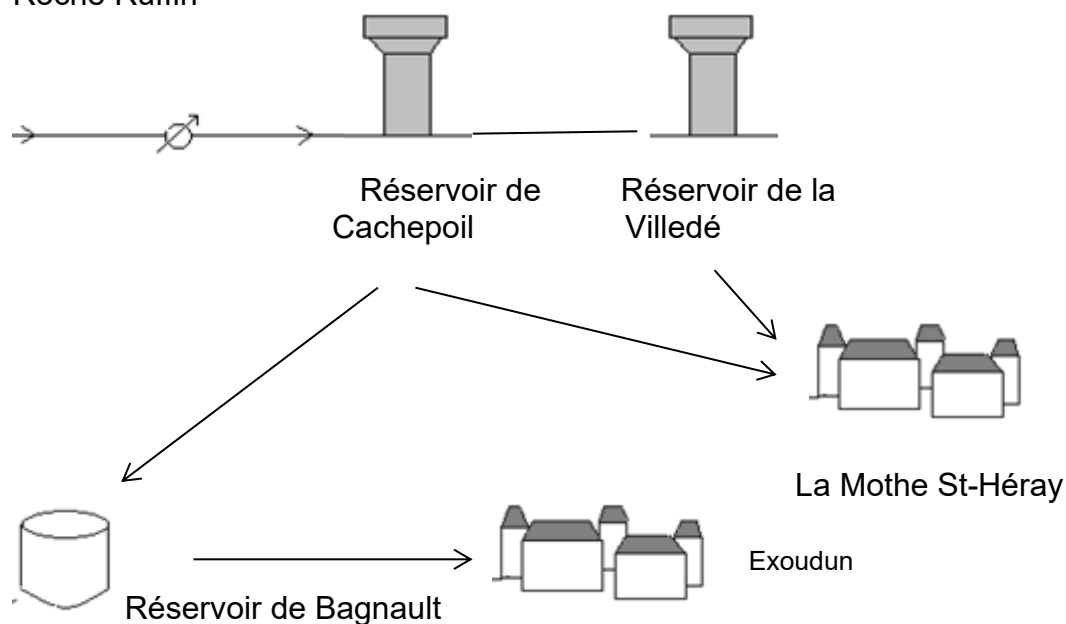 Réservoir de
Cachepoil
Réservoir de la
Villedé
La Mothe St-Héray
Exoudun
Réservoir de Bagnault